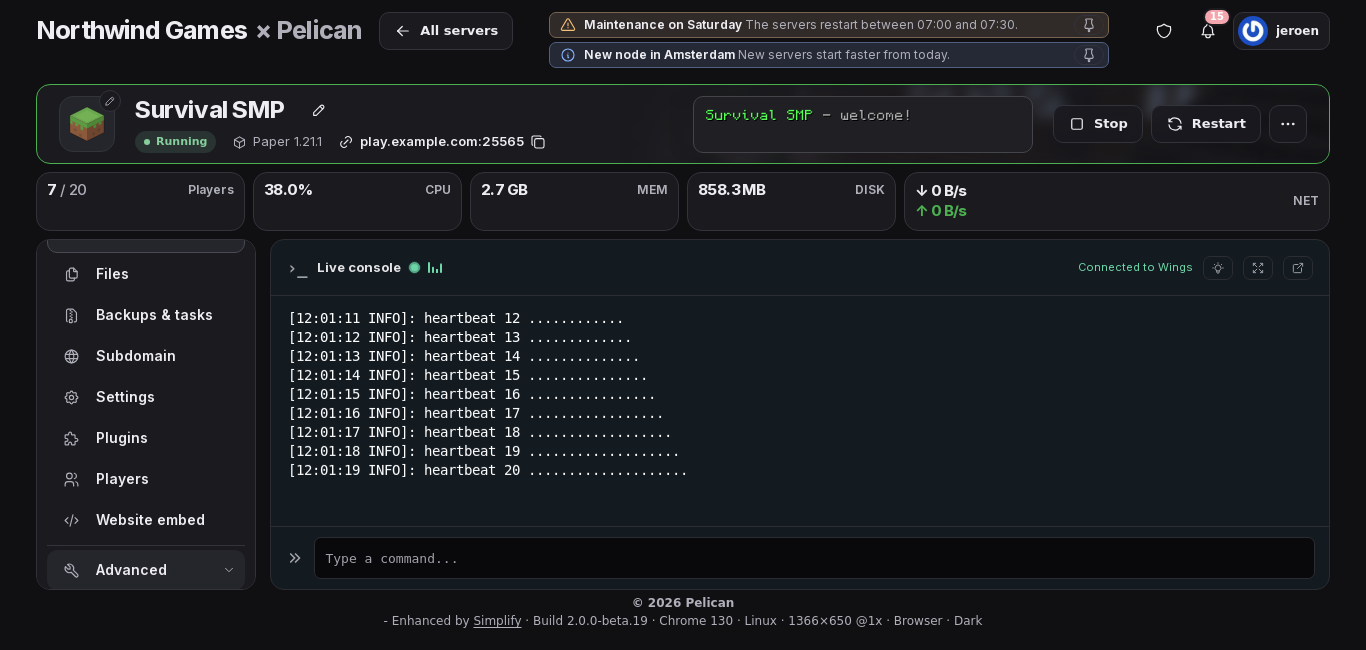 Northwind Games × Pelican
All servers
Maintenance on Saturday The servers restart between 07:00 and 07:30.
New node in Amsterdam New servers start faster from today.
15
jeroen
Survival SMP
Running
Paper 1.21.1
play.example.com:25565
Survival SMP - welcome!
Stop
Restart
7 / 20
Players
38.0%
CPU
2.7 GB
MEM
858.3 MB
DISK
↓ 0 B/s
↑ 0 B/s
NET
Files
Backups & tasks
Subdomain
Settings
Plugins
Players
Website embed
Advanced
Live console
Connected to Wings
[12:01:11 INFO]: heartbeat 12 ............
[12:01:12 INFO]: heartbeat 13 .............
[12:01:13 INFO]: heartbeat 14 ..............
[12:01:14 INFO]: heartbeat 15 ...............
[12:01:15 INFO]: heartbeat 16 ................
[12:01:16 INFO]: heartbeat 17 .................
[12:01:17 INFO]: heartbeat 18 ..................
[12:01:18 INFO]: heartbeat 19 ...................
[12:01:19 INFO]: heartbeat 20 ....................
Type a command...
© 2026 Pelican
- Enhanced by Simplify · Build 2.0.0-beta.19 · Chrome 130 · Linux · 1366×650 @1x · Browser · Dark